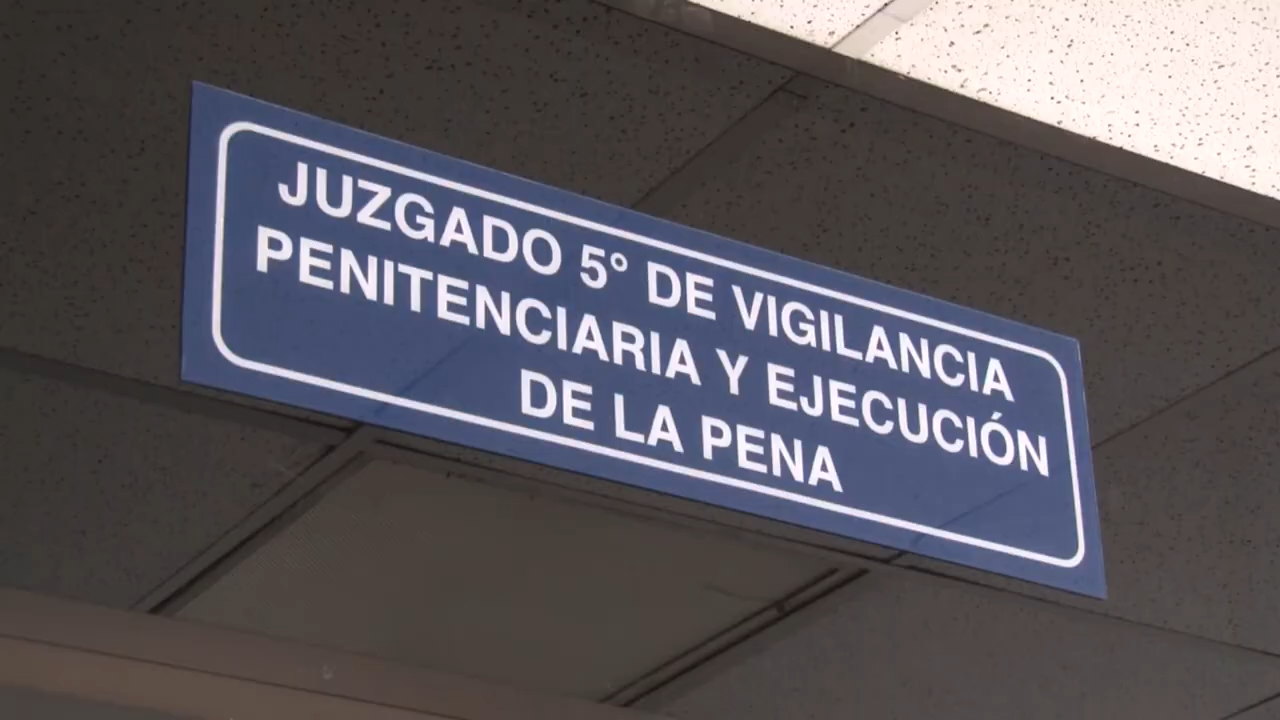 JUZGADO 5° DE VIGILANCIA
PENITENCIARIA Y EJECUCIÓN
DE LA PENA